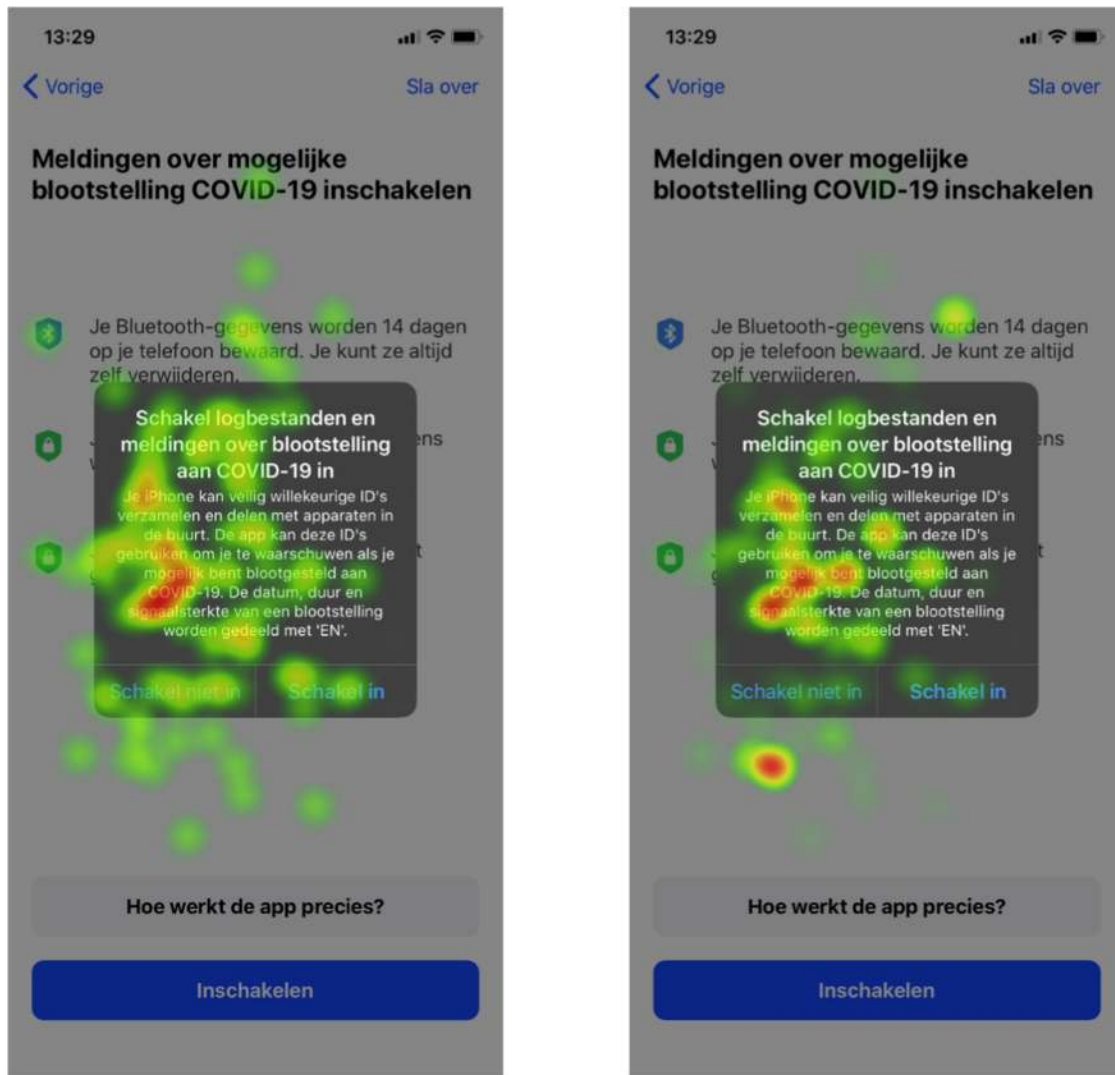 13:29
Vorige
Sla over
Meldingen over mogelijke
blootstelling COVID-19 inschakelen
Je Bluetooth-gegevens worden 14 dagen
op je telefoon bewaard. Je kunt ze altijd
zelf verwijderen.
Schakel logbestanden en
meldingen over blootstelling
aan COVID-19 in
Je iPhone kan veilig willekeurige ID's
verzamelen en delen met apparaten in
de buurt. De app kan deze ID's
gebruiken om je te waarschuwen als je
mogelijk bent blootgesteld aan
COVID-19. De datum, duur en
signaalsterkte van een blootstelling
worden gedeeld met 'EN'.
Schakel niet in
Schakel in
Hoe werkt de app precies?
Inschakelen
13:29
Vorige
Sla over
Meldingen over mogelijke
blootstelling COVID-19 inschakelen
Je Bluetooth-gegevens worden 14 dagen
op je telefoon bewaard. Je kunt ze altijd
zelf verwijderen.
Schakel logbestanden en
meldingen over blootstelling
aan COVID-19 in
Je iPhone kan veilig willekeurige ID's
verzamelen en delen met apparaten in
de buurt. De app kan deze ID's
gebruiken om je te waarschuwen als je
mogelijk bent blootgesteld aan
COVID-19. De datum, duur en
signaalsterkte van een blootstelling
worden gedeeld met 'EN'.
Schakel niet in
Schakel in
Hoe werkt de app precies?
Inschakelen